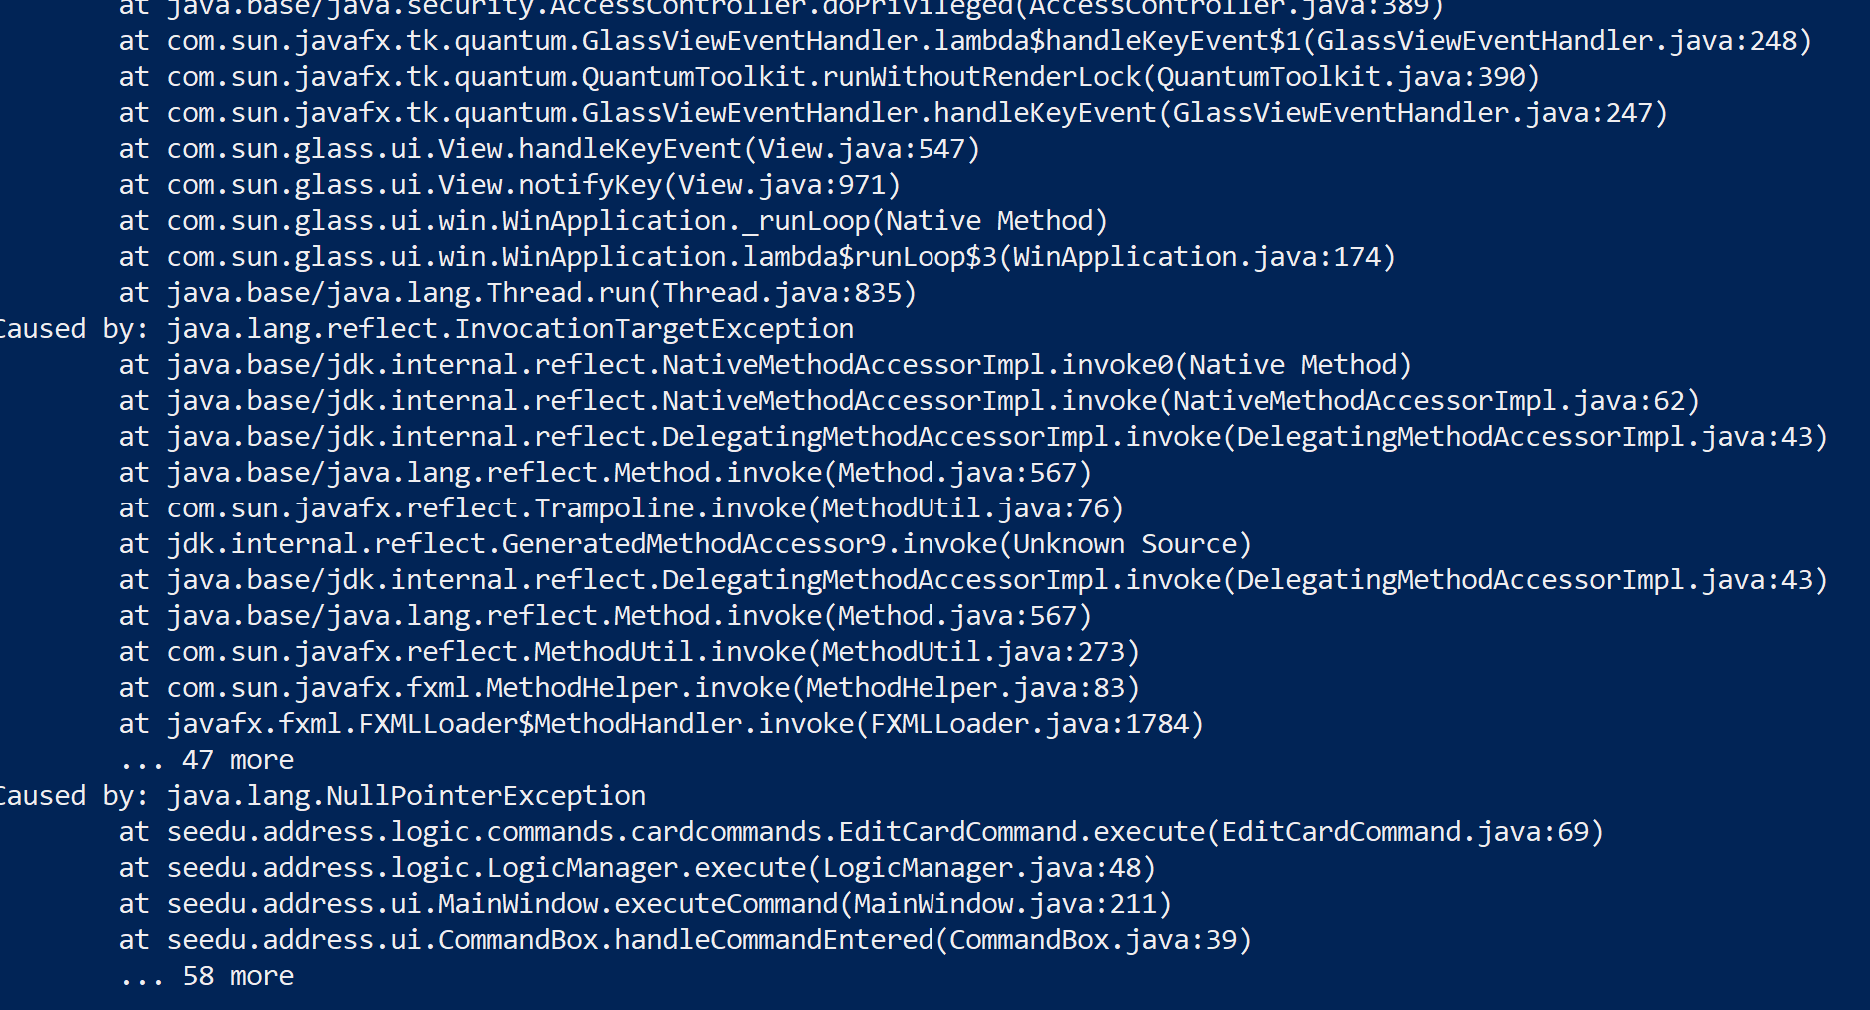 at java.base/java.security.AccessController.doPrivileged(AccessController.java:389)
at com.sun.javafx.tk.quantum.GlassViewEventHandler.lambda$handleKeyEvent$1(GlassViewEventHandler.java:248)
at com.sun.javafx.tk.quantum.QuantumToolkit.runWithoutRenderLock(QuantumToolkit.java:390)
at com.sun.javafx.tk.quantum.GlassViewEventHandler.handleKeyEvent(GlassViewEventHandler.java:247)
at com.sun.glass.ui.View.handleKeyEvent(View.java:547)
at com.sun.glass.ui.View.notifyKey(View.java:971)
at com.sun.glass.ui.win.WinApplication._runLoop(Native Method)
at com.sun.glass.ui.win.WinApplication.lambda$runLoop$3(WinApplication.java:174)
at java.base/java.lang.Thread.run(Thread.java:835)
Caused by: java.lang.reflect.InvocationTargetException
at java.base/jdk.internal.reflect.NativeMethodAccessorImpl.invoke0(Native Method)
at java.base/jdk.internal.reflect.NativeMethodAccessorImpl.invoke(NativeMethodAccessorImpl.java:62)
at java.base/jdk.internal.reflect.DelegatingMethodAccessorImpl.invoke(DelegatingMethodAccessorImpl.java:43)
at java.base/java.lang.reflect.Method.invoke(Method.java:567)
at com.sun.javafx.reflect.Trampoline.invoke(MethodUtil.java:76)
at jdk.internal.reflect.GeneratedMethodAccessor9.invoke(Unknown Source)
at java.base/jdk.internal.reflect.DelegatingMethodAccessorImpl.invoke(DelegatingMethodAccessorImpl.java:43)
at java.base/java.lang.reflect.Method.invoke(Method.java:567)
at com.sun.javafx.reflect.MethodUtil.invoke(MethodUtil.java:273)
at com.sun.javafx.fxml.MethodHelper.invoke(MethodHelper.java:83)
at javafx.fxml.FXMLLoader$MethodHandler.invoke(FXMLLoader.java:1784)
... 47 more
Caused by: java.lang.NullPointerException
at seedu.address.logic.commands.cardcommands.EditCardCommand.execute(EditCardCommand.java:69)
at seedu.address.logic.LogicManager.execute(LogicManager.java:48)
at seedu.address.ui.MainWindow.executeCommand(MainWindow.java:211)
at seedu.address.ui.CommandBox.handleCommandEntered(CommandBox.java:39)
... 58 more